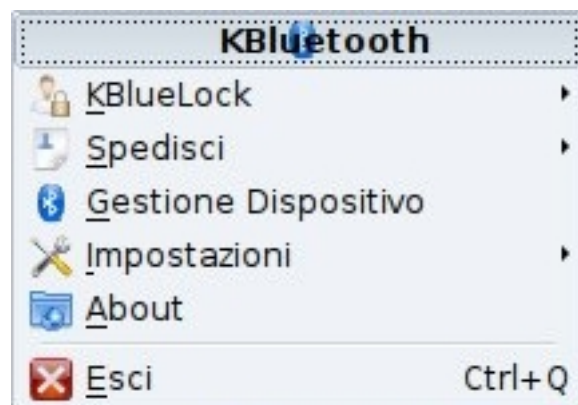 KBluetooth
KBlueLock
Spedisci
Gestione Dispositivo
Impostazioni
About
Esci Ctrl+Q